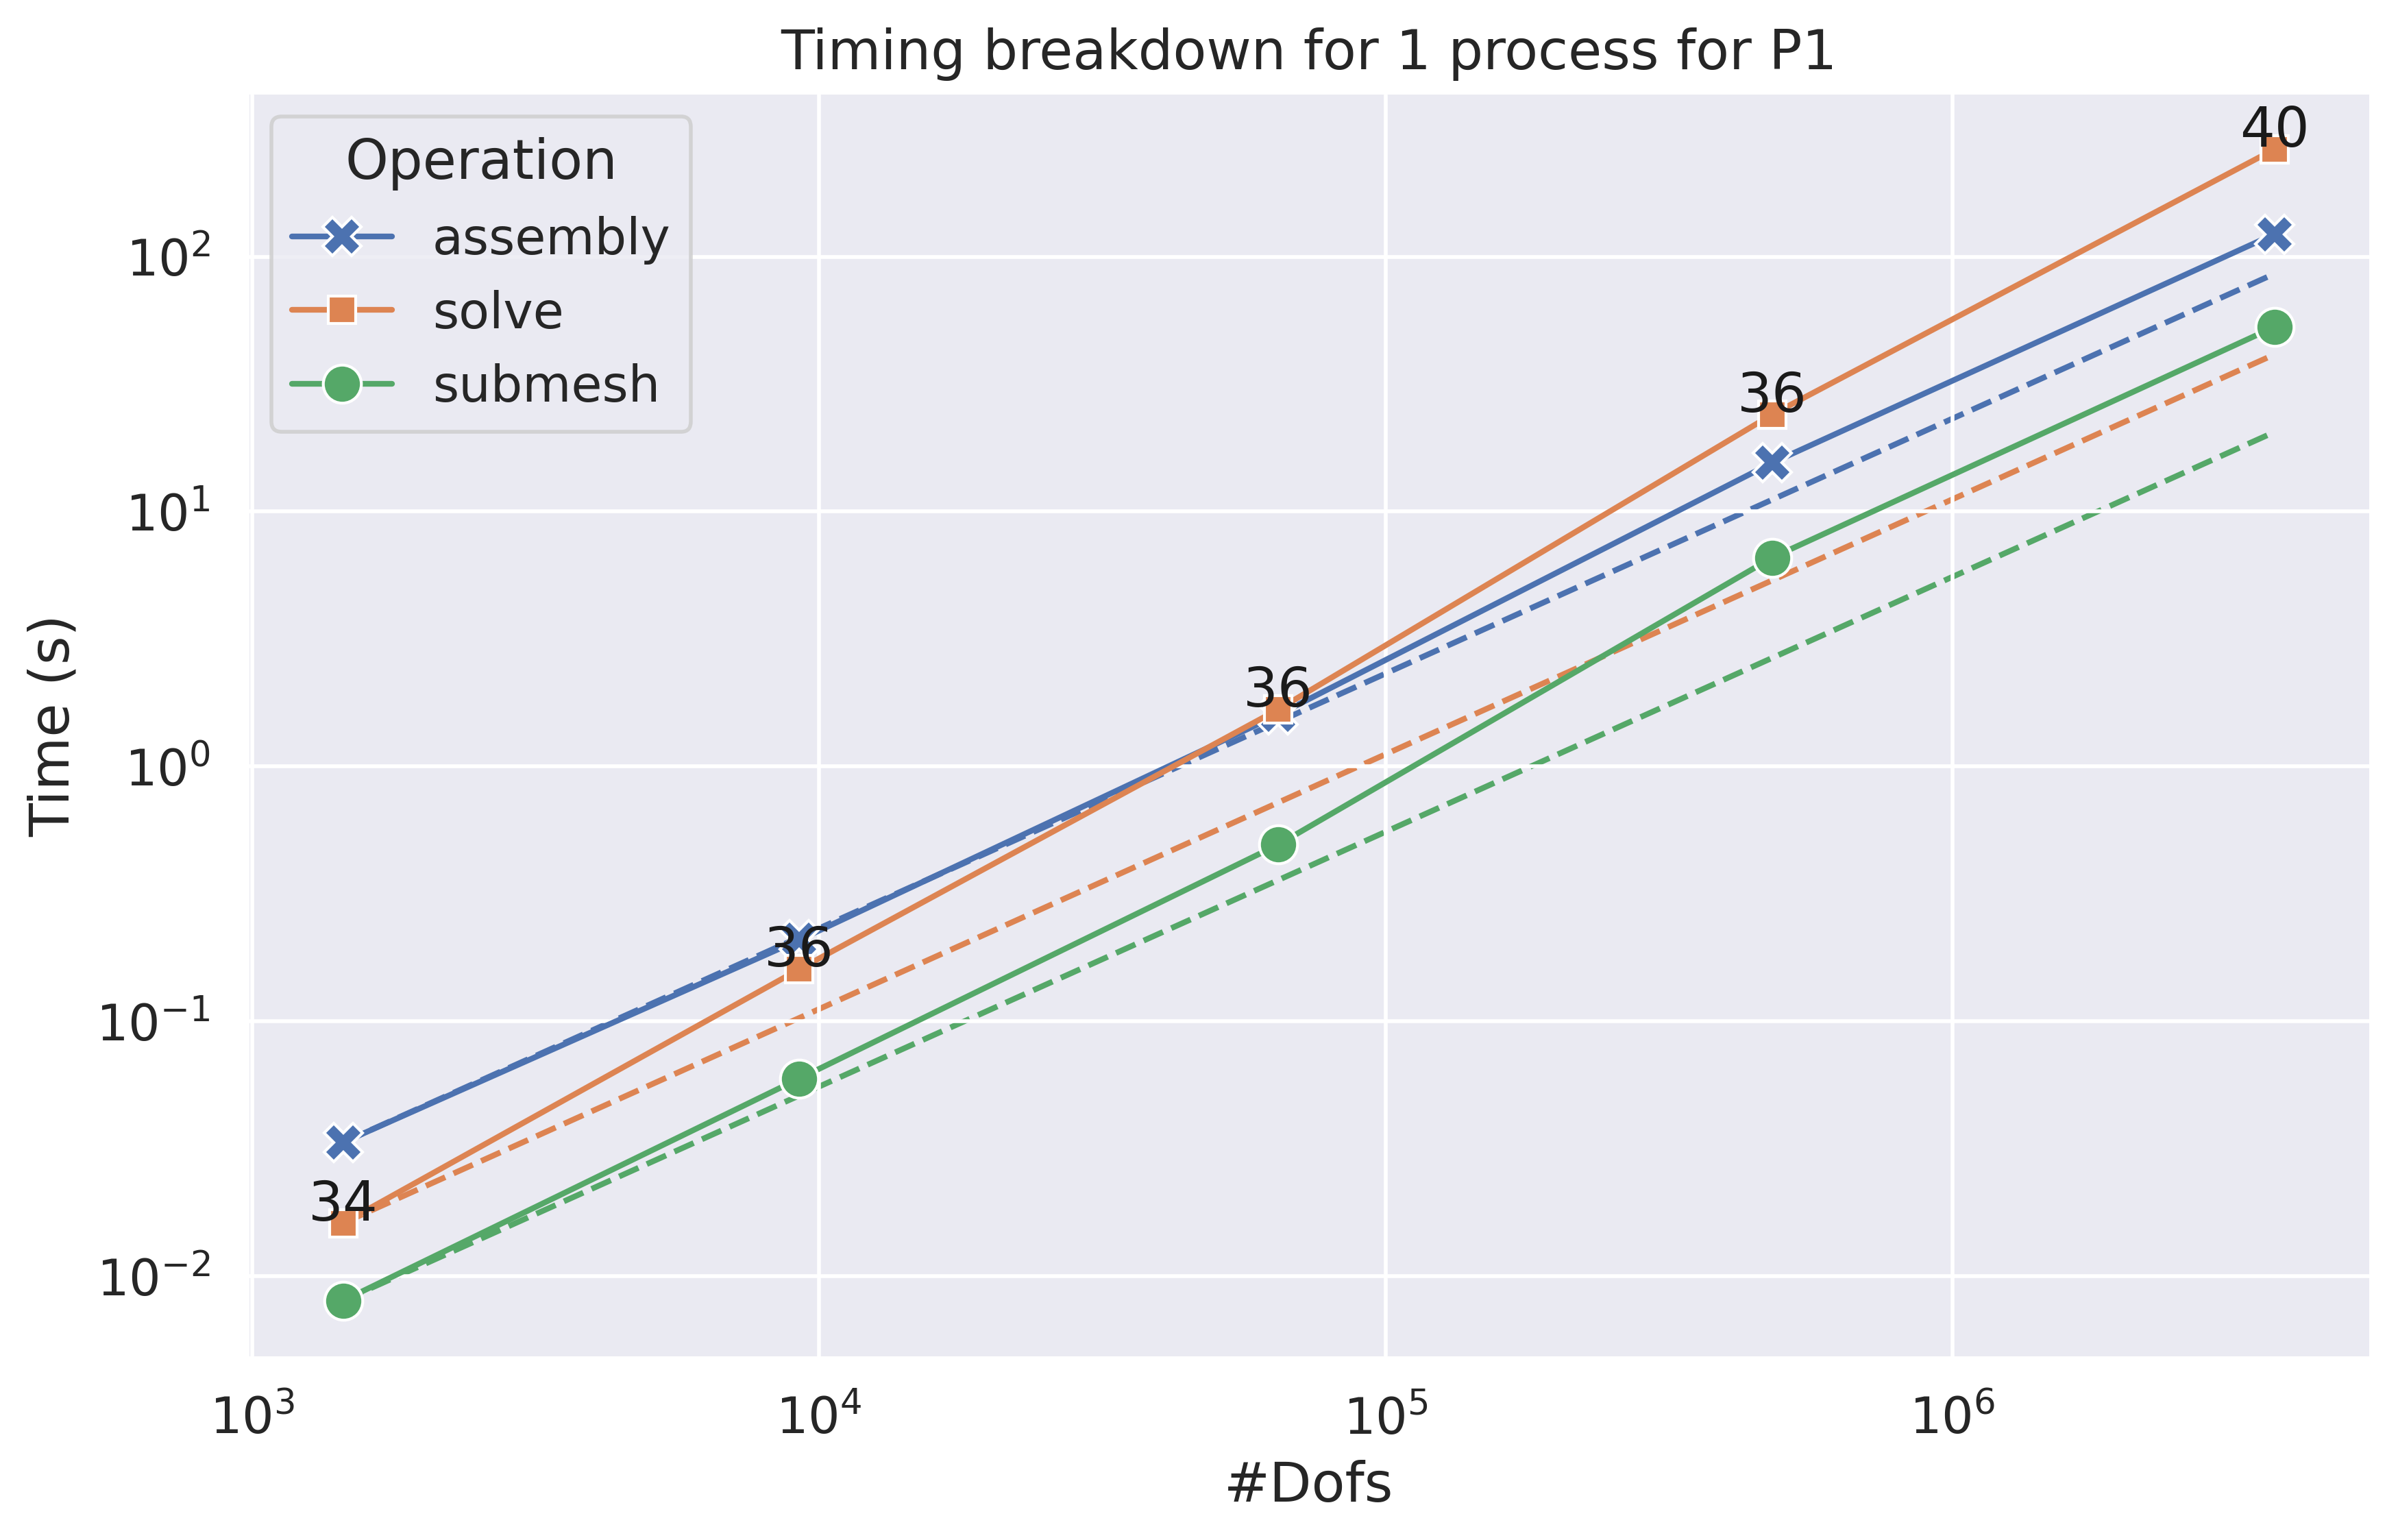 Timing breakdown for 1 process for P1
Operation
assembly
solve
submesh
40
36
36
36
34
10²
10¹
10⁰
10⁻¹
10⁻²
Time (s)
10³ 10⁴ 10⁵ 10⁶
#Dofs